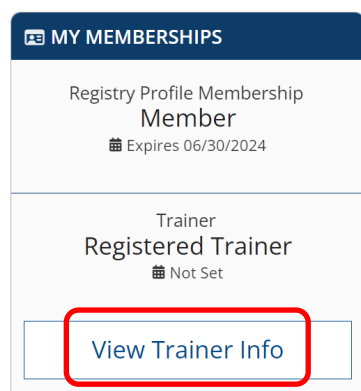 MY MEMBERSHIPS
Registry Profile Membership
Member
Expires 06/30/2024
Trainer
Registered Trainer
Not Set
View Trainer Info